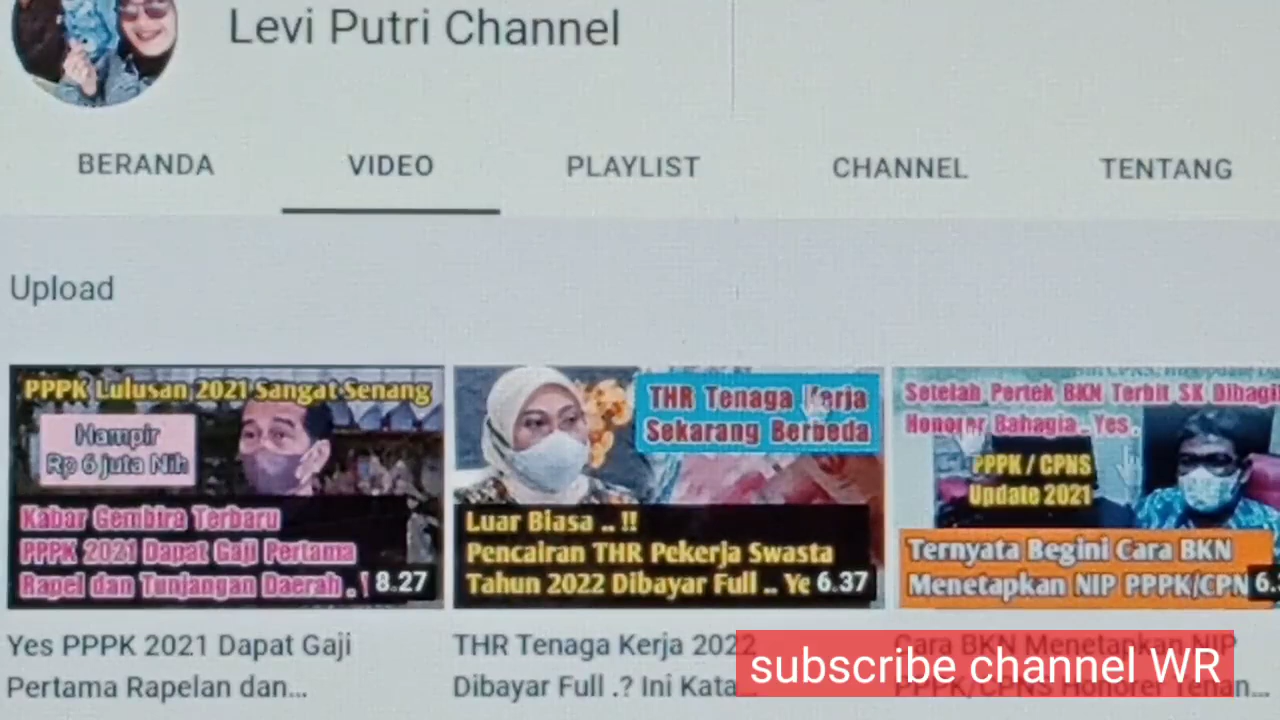 Levi Putri Channel
BERANDA VIDEO PLAYLIST CHANNEL TENTANG
Upload
PPPK Lulusan 2021 Sangat Senang
Hampir
Rp 6 juta Nih
Kabar Gembira Terbaru
PPPK 2021 Dapat Gaji Pertama
Rapel dan Tunjangan Daerah ..
8.27
Yes PPPK 2021 Dapat Gaji
Pertama Rapelan dan...
THR Tenaga Kerja
Sekarang Berbeda
Luar Biasa .. !!
Pencairan THR Pekerja Swasta
Tahun 2022 Dibayar Full .. Ye
6.37
THR Tenaga Kerja 2022
Dibayar Full .? Ini Kata...
Setelah Pertek BKN Terbit SK Dibagi
Honorer Bahagia .. Yes .
PPPK / CPNS
Update 2021
Ternyata Begini Cara BKN
Menetapkan NIP PPPK/CPN
6.
Cara BKN Menetapkan NIP
PPPK/CPNS Honorer
subscribe channel WR